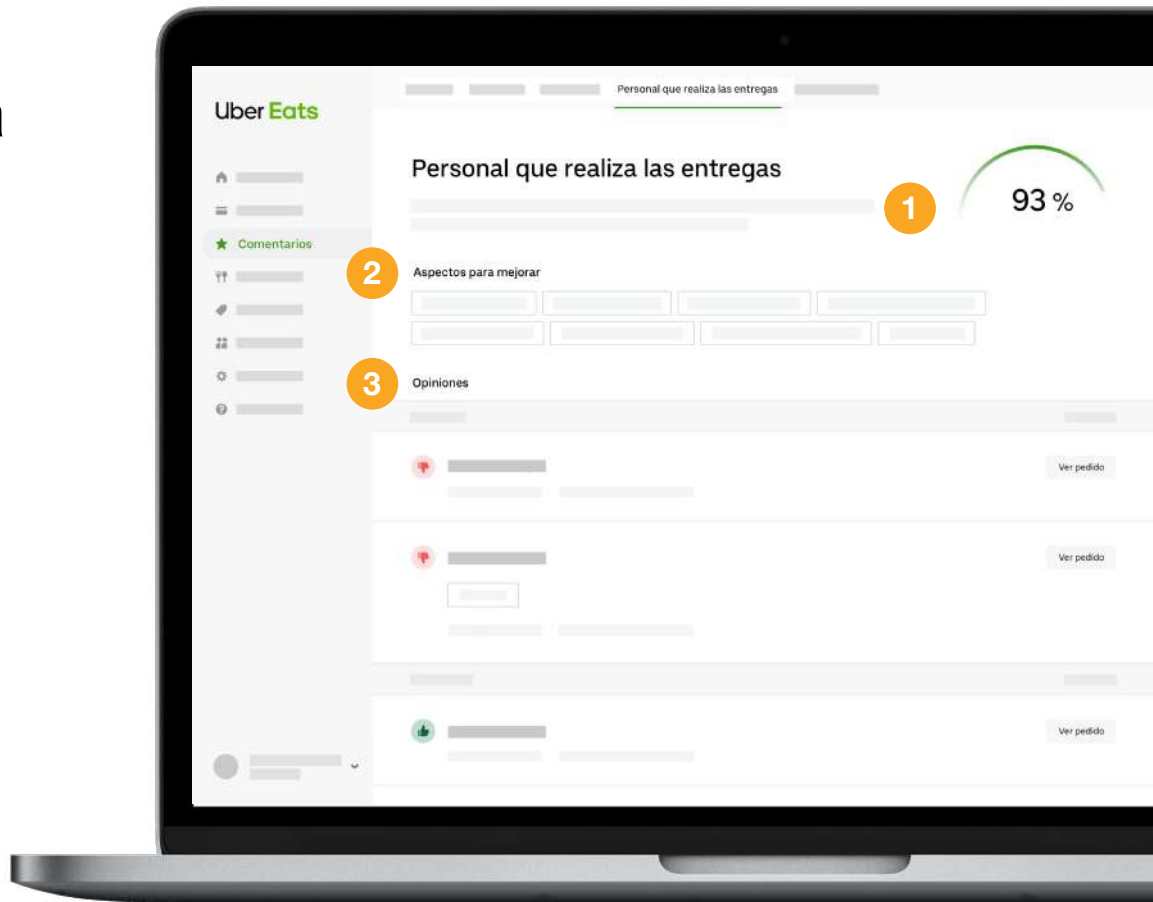 Uber Eats
Personal que realiza las entregas
Comentarios
Personal que realiza las entregas
1
93 %
2
Aspectos para mejorar
3
Opiniones
Ver pedido
Ver pedido
Ver pedido